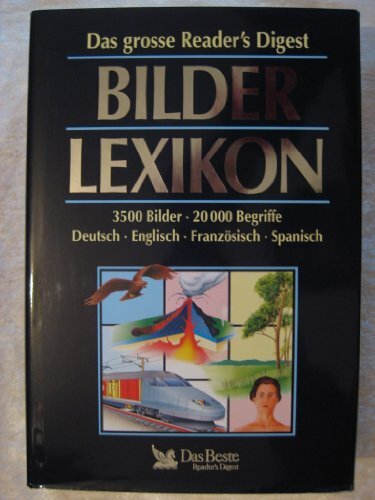 Das grosse Reader's Digest
BILDER
LEXIKON
3500 Bilder · 20 000 Begriffe
Deutsch · Englisch · Französisch · Spanisch
Das Beste
Reader's Digest